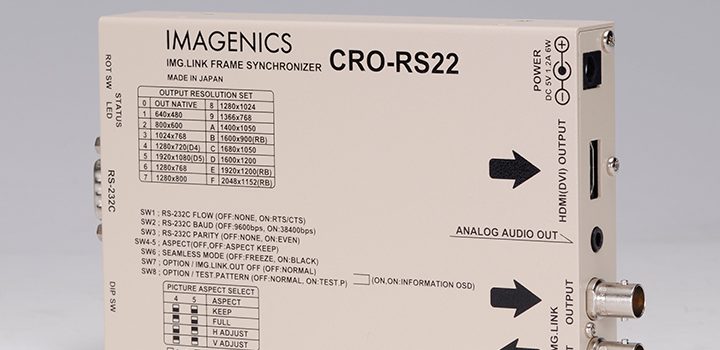 IMAGENICS
IMG.LINK FRAME SYNCHRONIZER CRO-RS22
MADE IN JAPAN
OUTPUT RESOLUTION SET
0 OUT NATIVE 8 1280x1024
1 640x480 9 1366x768
2 800x600 A 1400x1050
3 1024x768 B 1600x900(RB)
4 1280x720(D4) C 1680x1050
5 1920x1080(D5) D 1600x1200
6 1280x768 E 1920x1200(RB)
7 1280x800 F 2048x1152(RB)
SW1 ; RS-232C FLOW (OFF:NONE, ON:RTS/CTS)
SW2 ; RS-232C BAUD (OFF:9600bps, ON:38400bps)
SW3 ; RS-232C PARITY (OFF:NONE, ON:EVEN)
SW4-5 ; ASPECT(OFF,OFF:ASPECT KEEP)
SW6 ; SEAMLESS MODE (OFF:FREEZE, ON:BLACK)
SW7 ; OPTION / IMG.LINK.OUT OFF (OFF:NORMAL)
SW8 ; OPTION / TEST.PATTERN (OFF:NORMAL, ON:TEST.P) (ON,ON:INFORMATION OSD)
PICTURE ASPECT SELECT
4 5 ASPECT
KEEP
FULL
H ADJUST
V ADJUST
ROT SW
STATUS
LED
RS-232C
DIP SW
POWER
DC 5V 1.2A 6W
HDMI(DVI) OUTPUT
ANALOG AUDIO OUT
OUTPUT
MG.LINK